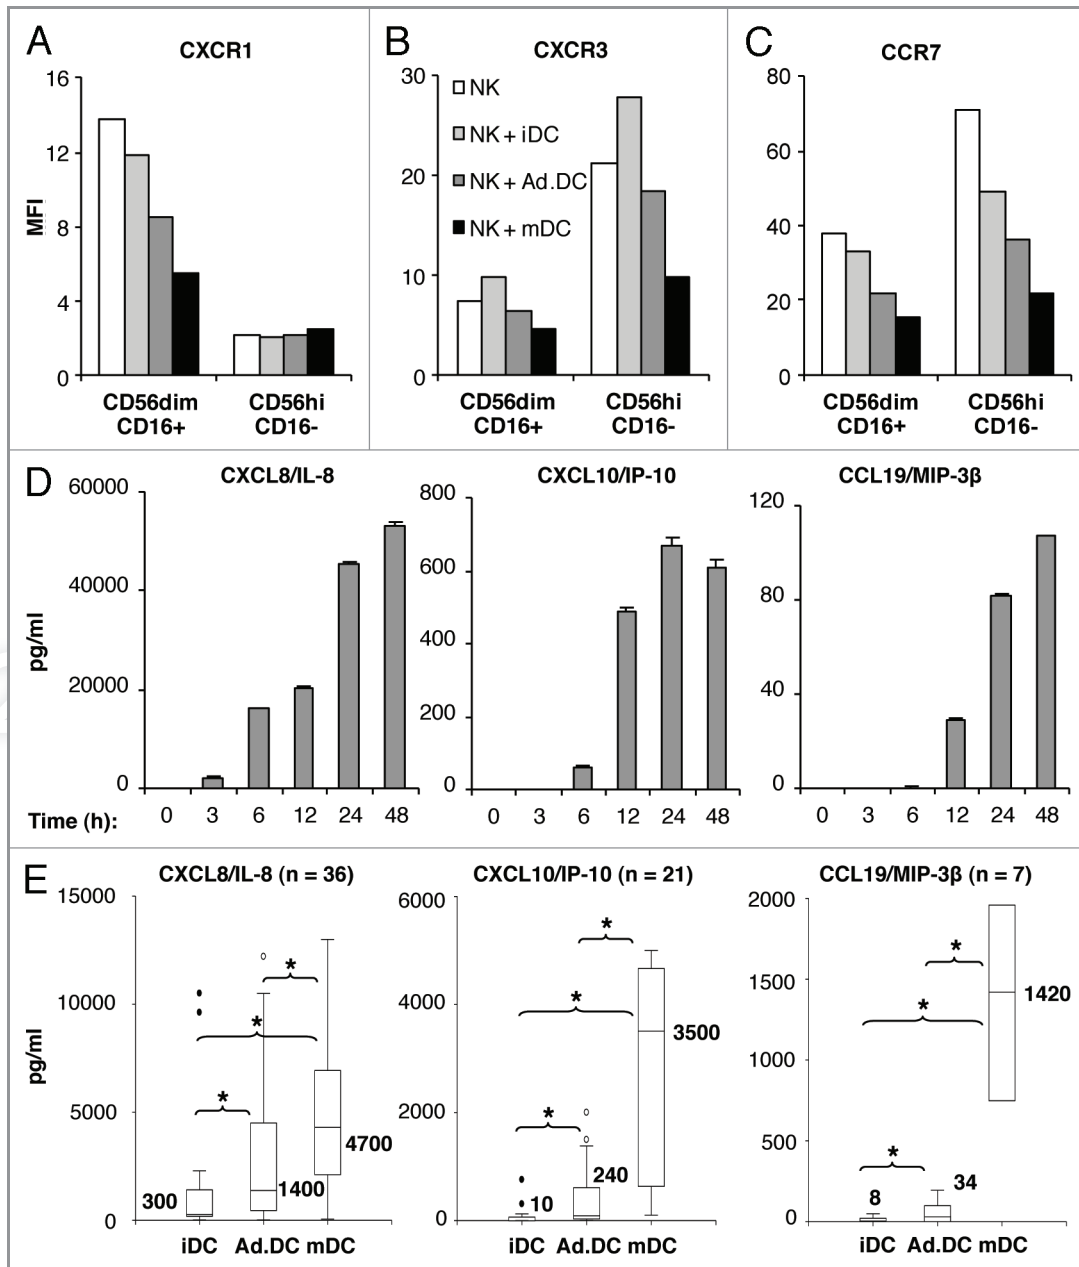 A
CXCR1
16
12
8
4
0
MFI
CD56dim
CD16+
CD56hi
CD16-
B
CXCR3
30
20
10
0
NK
NK + iDC
NK + Ad.DC
NK + mDC
CD56dim
CD16+
CD56hi
CD16-
C
CCR7
80
60
40
20
0
CD56dim
CD16+
CD56hi
CD16-
D
CXCL8/IL-8
60000
40000
20000
0
pg/ml
Time (h): 0 3 6 12 24 48
CXCL10/IP-10
800
600
400
200
0
0 3 6 12 24 48
CCL19/MIP-3β
120
80
40
0
0 3 6 12 24 48
E
CXCL8/IL-8 (n = 36)
15000
10000
5000
0
pg/ml
*
*
*
300
1400
4700
iDC Ad.DC mDC
CXCL10/IP-10 (n = 21)
6000
4000
2000
0
*
*
*
10
240
3500
iDC Ad.DC mDC
CCL19/MIP-3β (n = 7)
2000
1500
1000
500
0
*
*
*
8
34
1420
iDC Ad.DC mDC